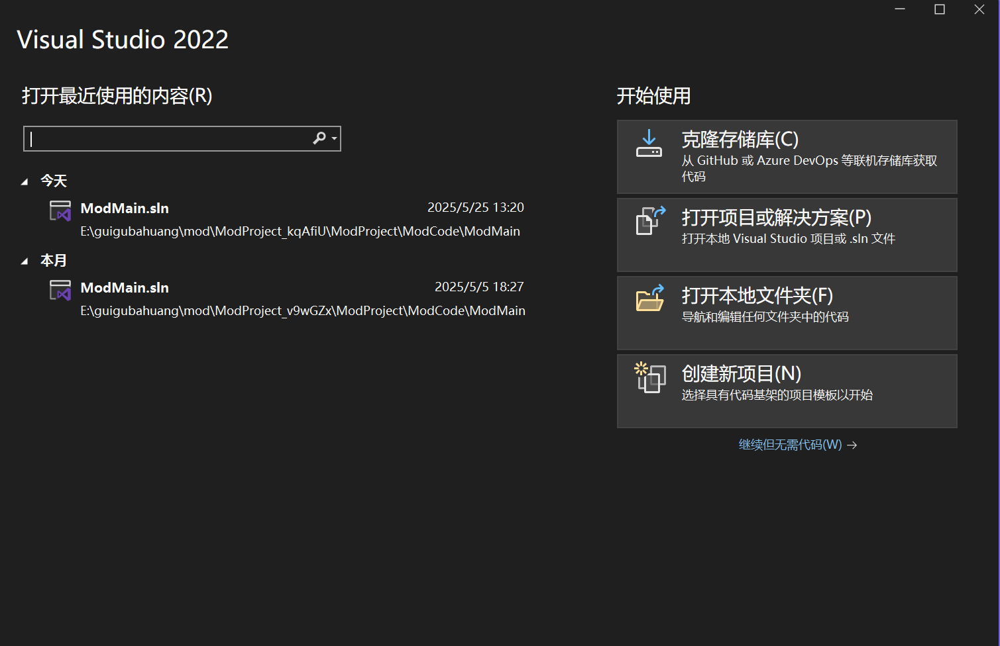 Visual Studio 2022
打开最近使用的内容(R)
今天
ModMain.sln
2025/5/25 13:20
E:\guigubahuang\mod\ModProject_kqAfiU\ModProject\ModCode\ModMain
本月
ModMain.sln
2025/5/5 18:27
E:\guigubahuang\mod\ModProject_v9wGZx\ModProject\ModCode\ModMain
开始使用
克隆存储库(C)
从 GitHub 或 Azure DevOps 等联机存储库获取
代码
打开项目或解决方案(P)
打开本地 Visual Studio 项目或 .sln 文件
打开本地文件夹(F)
导航和编辑任何文件夹中的代码
创建新项目(N)
选择具有代码基架的项目模板以开始
继续但无需代码(W) →